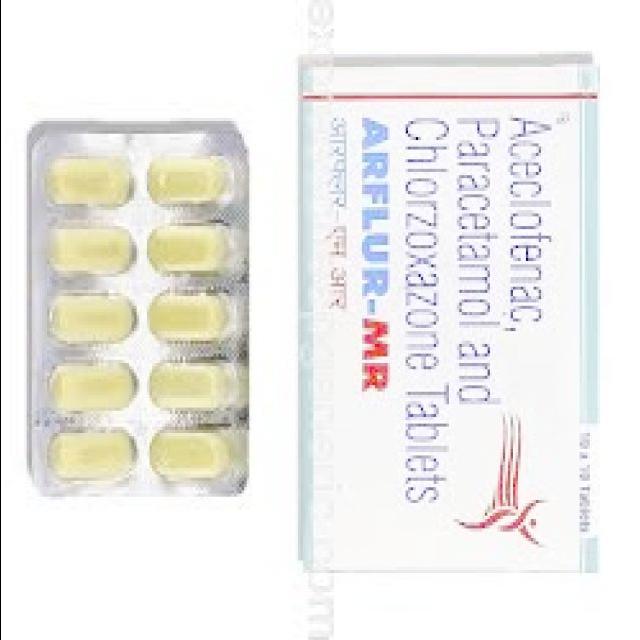 Aceclofenac,
Paracetamol and
Chlorzoxazone Tablets
ARFLUR-MR
आरफ्लर-एम आर
10 x 10 Tablets